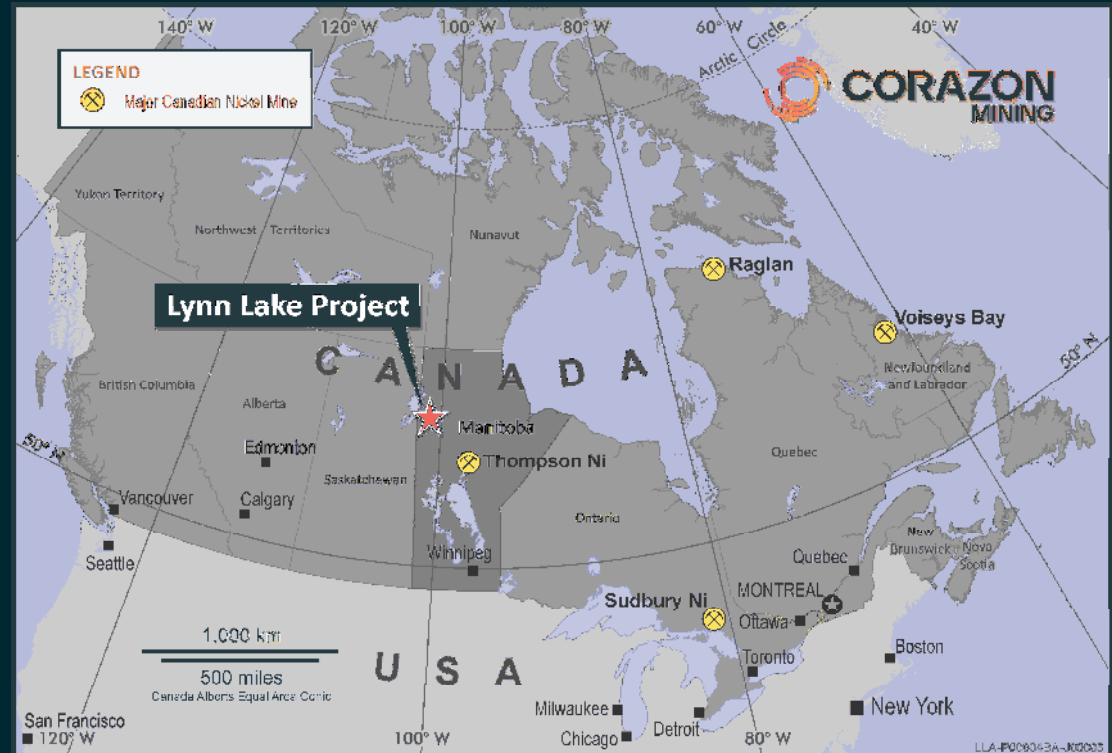 140° W
120° W
100° W
80° W
60° W
40° W
Arctic Circle
LEGEND
Major Canadian Nickel Mine
CORAZON
MINING
Yukon Territory
Northwest Territories
Nunavut
Raglan
Lynn Lake Project
Voiseys Bay
CANADA
50° N
Newfoundland
and Labrador
British Columbia
Alberta
Manitoba
50° N
Edmonton
Thompson Ni
Quebec
Saskatchewan
Vancouver
Calgary
Ontario
New
Brunswick
Nova
Scotia
Seattle
Winnipeg
Quebec
MONTREAL
Sudbury Ni
Ottawa
1,000 km
Boston
Toronto
500 miles
USA
Canada Albers Equal Area Conic
Milwaukee
Detroit
New York
San Francisco
120° W
100° W
Chicago
80° W